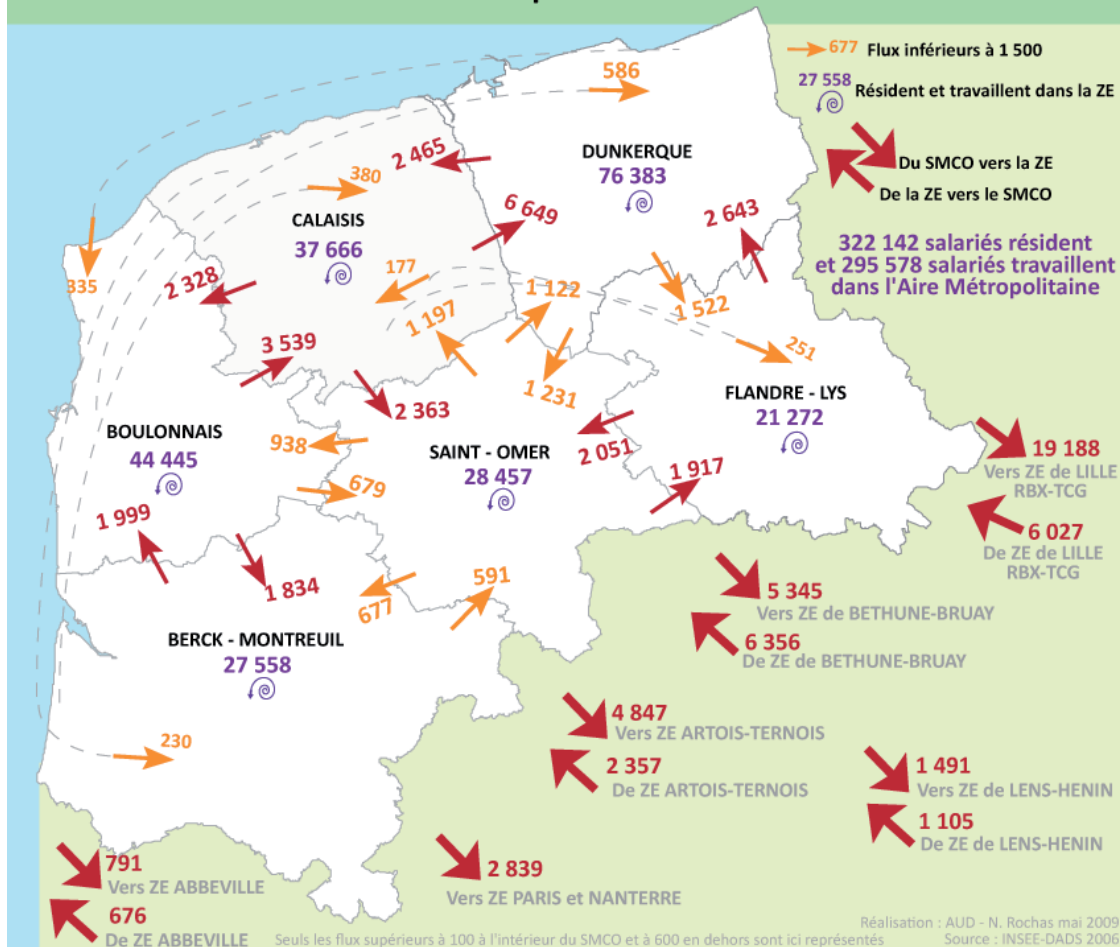 586
677 Flux inférieurs à 1 500
27 558
Résident et travaillent dans la ZE
Du SMCO vers la ZE
De la ZE vers le SMCO
322 142 salariés résident
et 295 578 salariés travaillent
dans l'Aire Métropolitaine
DUNKERQUE
76 383
2 465
380
CALAISIS
37 666
6 649
2 643
335
2 328
177
1 197
1 122
1 522
251
3 539
1 231
2 363
FLANDRE - LYS
21 272
BOULONNAIS
44 445
938
679
SAINT - OMER
28 457
2 051
1 917
19 188
Vers ZE de LILLE
RBX-TCG
6 027
De ZE de LILLE
RBX-TCG
1 999
1 834
677
591
5 345
Vers ZE de BETHUNE-BRUAY
6 356
De ZE de BETHUNE-BRUAY
BERCK - MONTREUIL
27 558
230
4 847
Vers ZE ARTOIS-TERNOIS
2 357
De ZE ARTOIS-TERNOIS
1 491
Vers ZE de LENS-HENIN
1 105
De ZE de LENS-HENIN
791
Vers ZE ABBEVILLE
676
De ZE ABBEVILLE
2 839
Vers ZE PARIS et NANTERRE
Réalisation : AUD - N. Rochas mai 2009
Seuls les flux supérieurs à 100 à l'intérieur du SMCO et à 600 en dehors sont ici représentés
Source : INSEE-DADS 2009